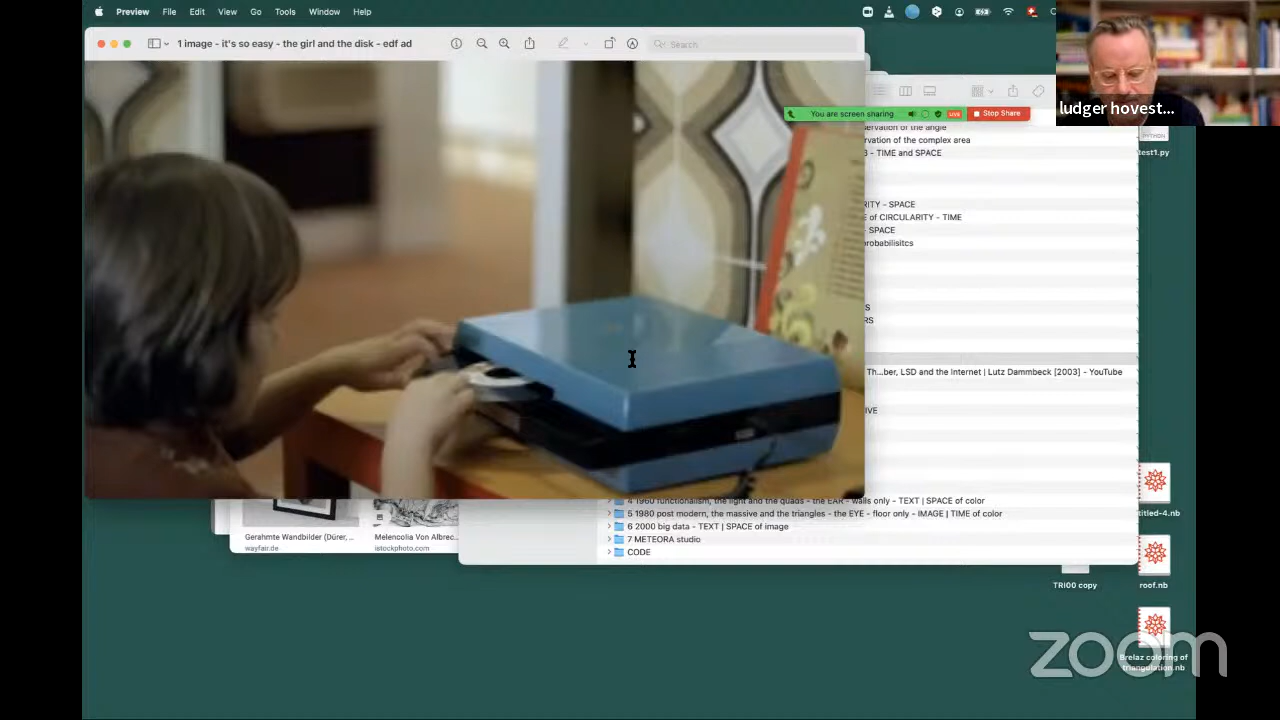 Preview File Edit View Go Tools Window Help
1 image - it's so easy - the girl and the disk - edf ad
Search
ludger hovest...
You are screen sharing
LIVE
Stop Share
servation of the angle
rvation of the complex area
- TIME and SPACE
PYTHON
test1.py
RITY - SPACE
of CIRCULARITY - TIME
SPACE
probabilisitcs
S
RS
Th...ber, LSD and the Internet | Lutz Dammbeck [2003] - YouTube
IVE
4 1960 functionalism, the light and the quads - the EAR - walls only - TEXT | SPACE of color
5 1980 post modern, the massive and the triangles - the EYE - floor only - IMAGE | TIME of color
6 2000 big data - TEXT | SPACE of image
7 METEORA studio
CODE
Gerahmte Wandbilder (Dürer, ...
wayfair.de
Melencolia Von Albrec...
istockphoto.com
titled-4.nb
TRI00 copy
roof.nb
Brelaz coloring of
triangulation.nb
zoom